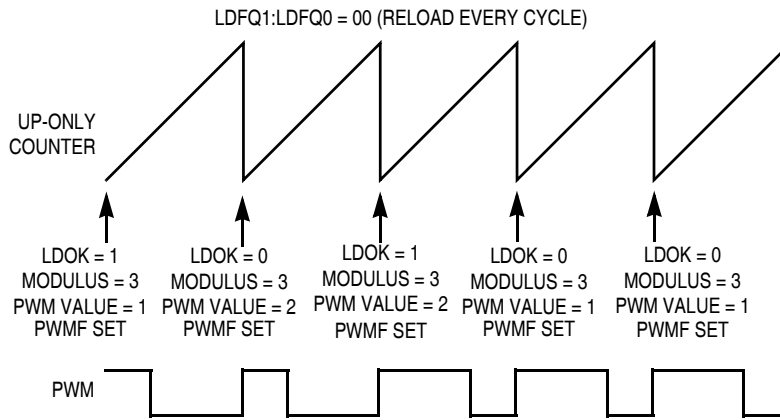 LDFQ1:LDFQ0 = 00 (RELOAD EVERY CYCLE)
UP-ONLY
COUNTER
LDOK = 1
MODULUS = 3
PWM VALUE = 1
PWMF SET
LDOK = 0
MODULUS = 3
PWM VALUE = 2
PWMF SET
LDOK = 1
MODULUS = 3
PWM VALUE = 2
PWMF SET
LDOK = 0
MODULUS = 3
PWM VALUE = 1
PWMF SET
LDOK = 0
MODULUS = 3
PWM VALUE = 1
PWMF SET
PWM